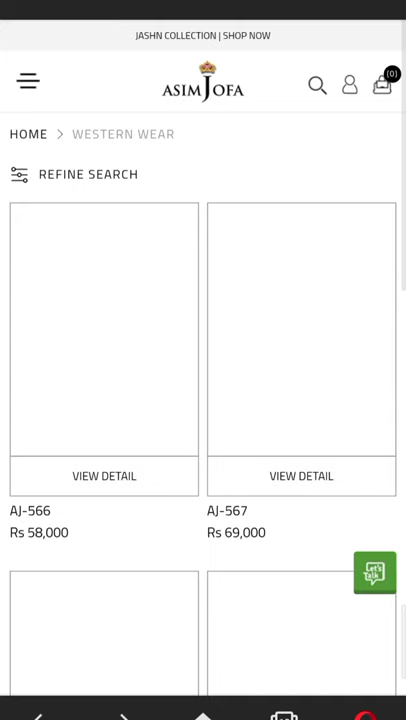 JASHN COLLECTION | SHOP NOW
ASIM JOFA
(0)
HOME > WESTERN WEAR
REFINE SEARCH
VIEW DETAIL
VIEW DETAIL
AJ-566
AJ-567
Rs 58,000
Rs 69,000
Let's
Talk